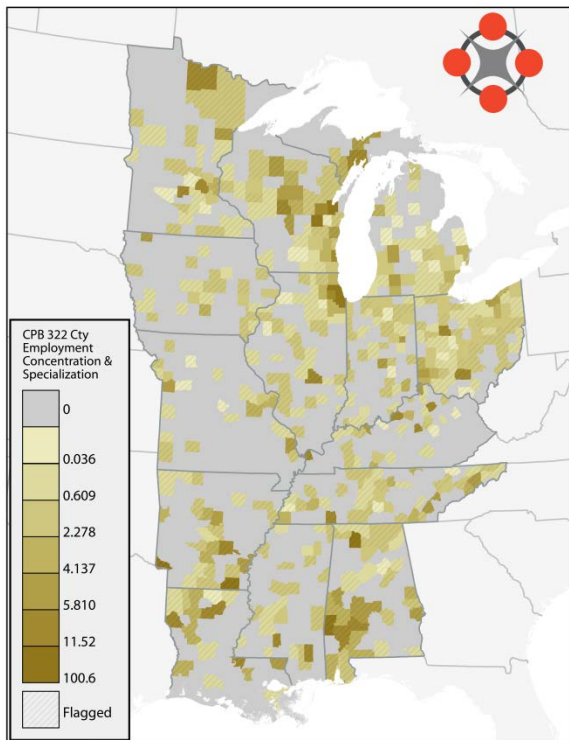 CPB 322 Cty
Employment
Concentration &
Specialization
0
0.036
0.609
2.278
4.137
5.810
11.52
100.6
Flagged